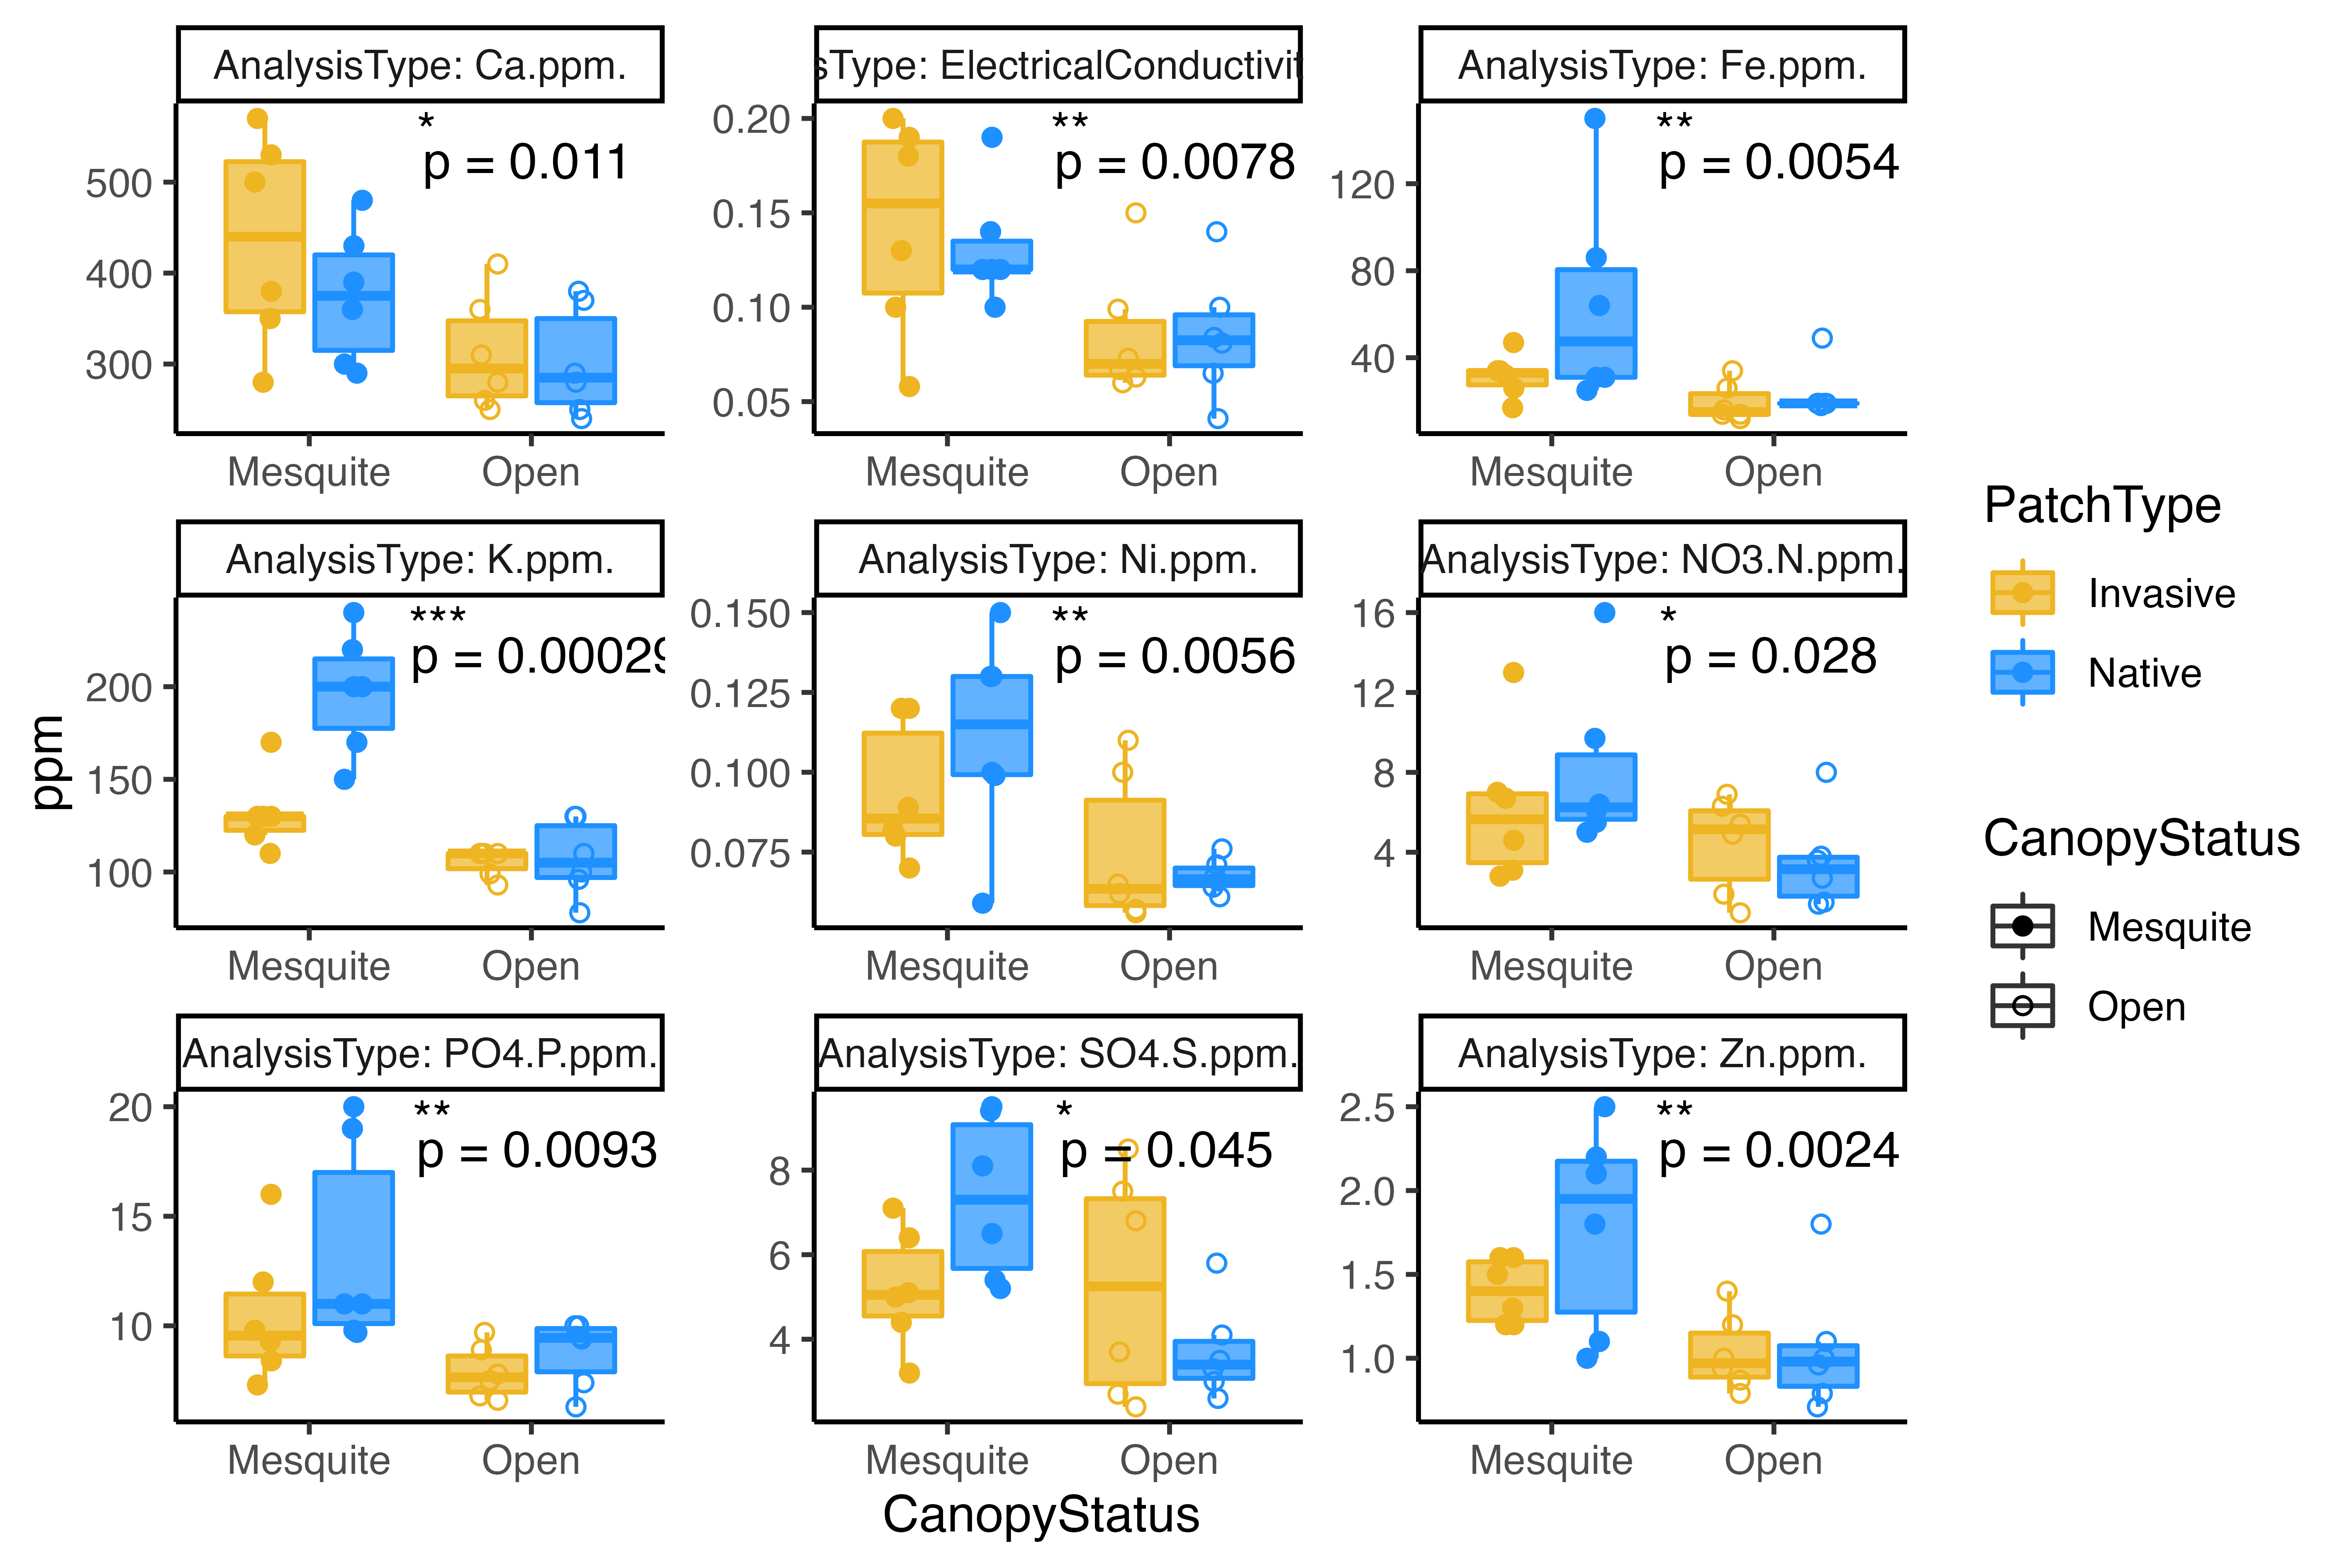 AnalysisType: Ca.ppm.
sType: ElectricalConductivit
AnalysisType: Fe.ppm.
500
400
300
*
p = 0.011
Mesquite
Open
0.20
0.15
0.10
0.05
**
p = 0.0078
Mesquite
Open
120
80
40
**
p = 0.0054
Mesquite
Open
AnalysisType: K.ppm.
AnalysisType: Ni.ppm.
AnalysisType: NO3.N.ppm.
200
150
100
***
p = 0.00029
Mesquite
Open
0.150
0.125
0.100
0.075
**
p = 0.0056
Mesquite
Open
16
12
8
4
*
p = 0.028
Mesquite
Open
AnalysisType: PO4.P.ppm.
AnalysisType: SO4.S.ppm.
AnalysisType: Zn.ppm.
20
15
10
**
p = 0.0093
Mesquite
Open
8
6
4
*
p = 0.045
Mesquite
Open
2.5
2.0
1.5
1.0
**
p = 0.0024
Mesquite
Open
ppm
CanopyStatus
PatchType
Invasive
Native
CanopyStatus
Mesquite
Open